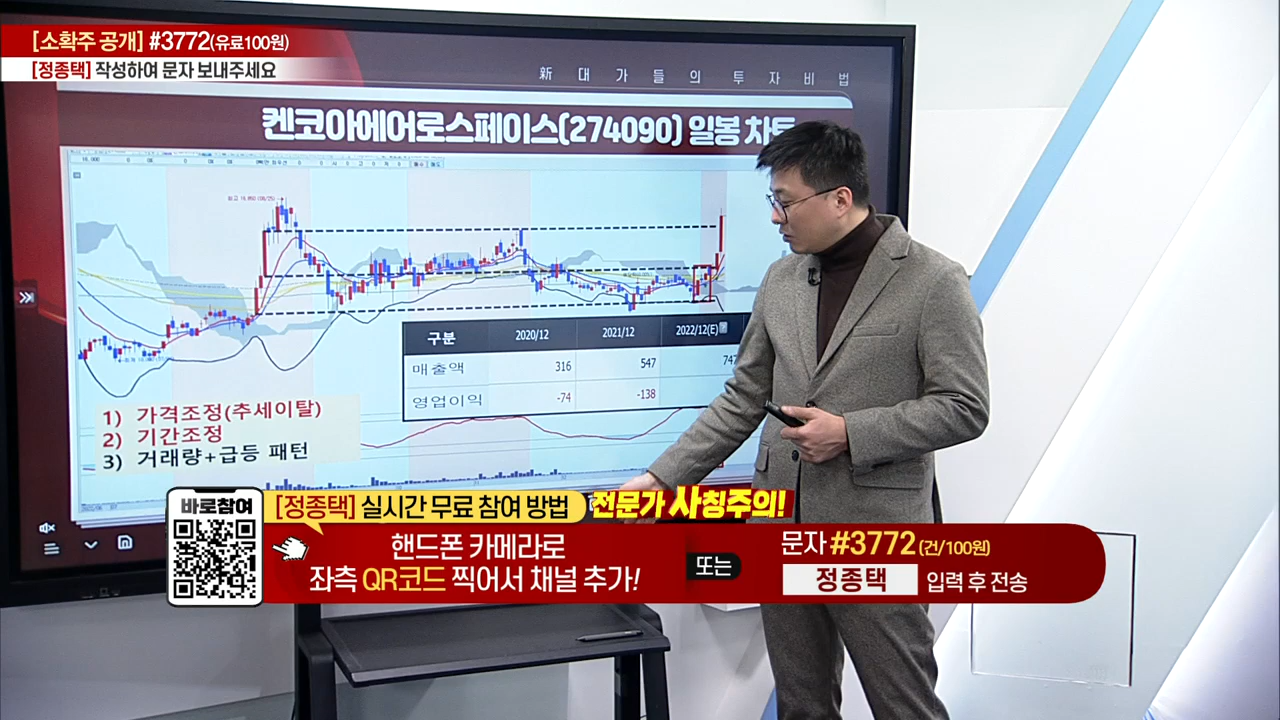 [소확주 공개] #3772(유료100원)
[정종택] 작성하여 문자 보내주세요
新 대 가 들 의 투 자 비 법
켄코아에어로스페이스(274090) 일봉 차트
구분 2020/12 2021/12 2022/12(E)
매출액 316 547 747
영업이익 -74 -138
1) 가격조정(추세이탈)
2) 기간조정
3) 거래량+급등 패턴
바로참여
[정종택] 실시간 무료 참여 방법
전문가 사칭주의!
핸드폰 카메라로
좌측 QR코드 찍어서 채널 추가!
또는
문자 #3772 (건/100원)
정종택 입력 후 전송